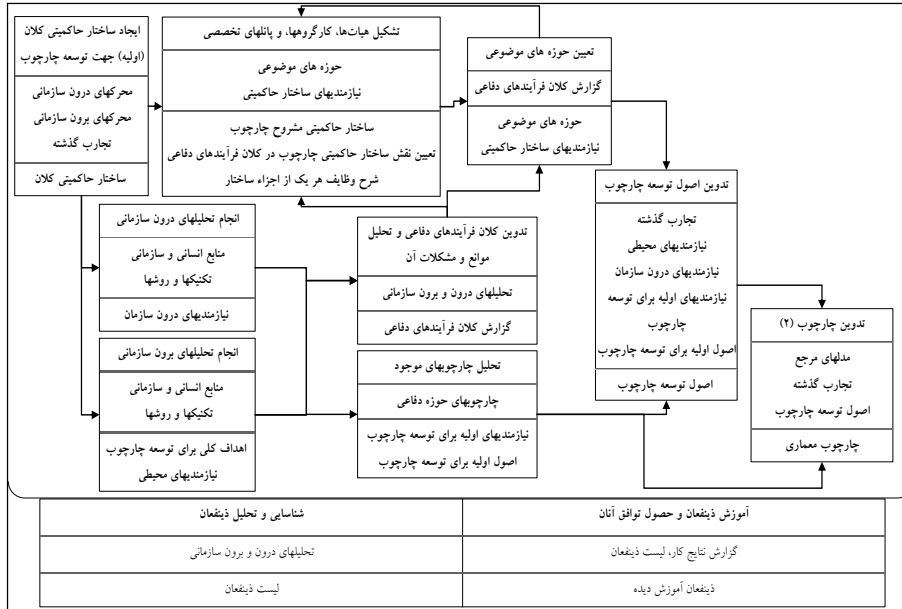 ایجاد ساختار حاکمیتی کلان
(اولیه) جهت توسعه چارچوب
محرکهای درون سازمانی
محرکهای برون سازمانی
تجارب گذشته
ساختار حاکمیتی کلان
تشکیل هیات‌ها، کارگروهها، و پانلهای تخصصی
حوزه های موضوعی
نیازمندیهای ساختار حاکمیتی
ساختار حاکمیتی مشروح چارچوب
تعیین نقش ساختار حاکمیتی چارچوب در کلان فرآیندهای دفاعی
شرح وظایف هر یک از اجزاء ساختار
تعیین حوزه های موضوعی
گزارش کلان فرآیندهای دفاعی
حوزه های موضوعی
نیازمندیهای ساختار حاکمیتی
انجام تحلیلهای درون سازمانی
منابع انسانی و سازمانی
تکنیکها و روشها
نیازمندیهای درون سازمان
انجام تحلیلهای برون سازمانی
منابع انسانی و سازمانی
تکنیکها و روشها
اهداف کلی برای توسعه چارچوب
نیازمندیهای محیطی
تدوین کلان فرآیندهای دفاعی و تحلیل
موانع و مشکلات آن
تحلیلهای درون و برون سازمانی
گزارش کلان فرآیندهای دفاعی
تحلیل چارچوبهای موجود
چارچوبهای حوزه دفاعی
نیازمندیهای اولیه برای توسعه چارچوب
اصول اولیه برای توسعه چارچوب
تدوین اصول توسعه چارچوب
تجارب گذشته
نیازمندیهای محیطی
نیازمندیهای درون سازمان
نیازمندیهای اولیه برای توسعه
چارچوب
اصول اولیه برای توسعه چارچوب
اصول توسعه چارچوب
تدوین چارچوب (۲)
مدلهای مرجع
تجارب گذشته
اصول توسعه چارچوب
چارچوب معماری
آموزش ذینفعان و حصول توافق آنان
گزارش نتایج کار، لیست ذینفعان
ذینفعان آموزش دیده
شناسایی و تحلیل ذینفعان
تحلیلهای درون و برون سازمانی
لیست ذینفعان